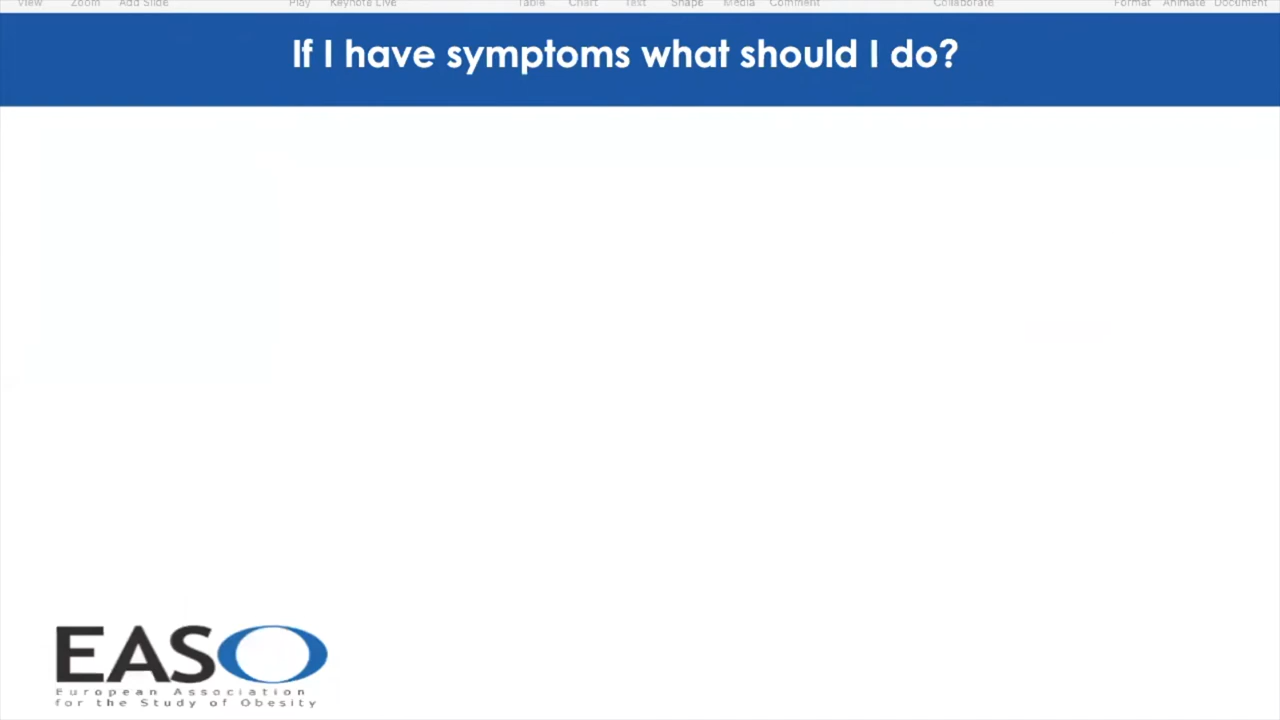 View Zoom Add Slide Play Keynote Live Table Chart Text Shape Media Comment Collaborate Format Animate Document
If I have symptoms what should I do?
EASO
European Association
for the Study of Obesity